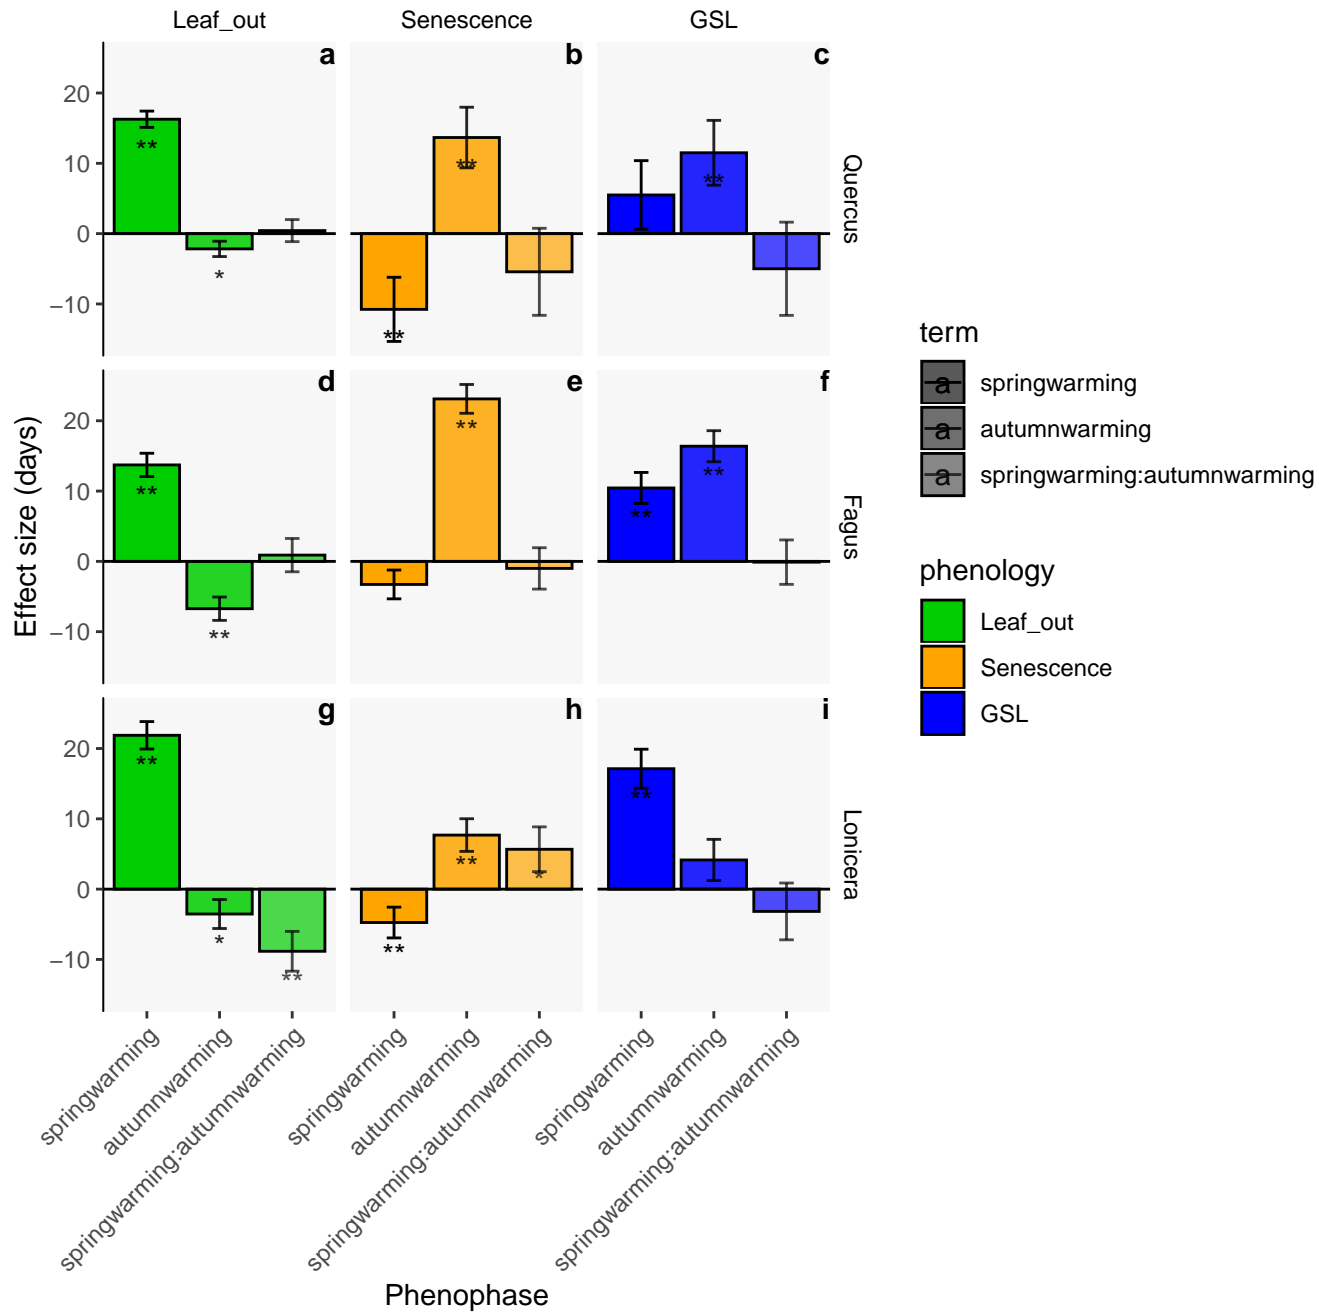 Leaf_out Senescence GSL
a b c
20
10
0
–10
** * ** ** ** Quercus
d e f
20
10
0
–10
** ** ** ** ** Fagus
g h i
20
10
0
–10
** * ** ** ** * ** Lonicera
Effect size (days)
springwarming autumnwarming springwarming:autumnwarming
springwarming autumnwarming springwarming:autumnwarming
springwarming autumnwarming springwarming:autumnwarming
Phenophase
term
a springwarming
a autumnwarming
a springwarming:autumnwarming
phenology
Leaf_out
Senescence
GSL